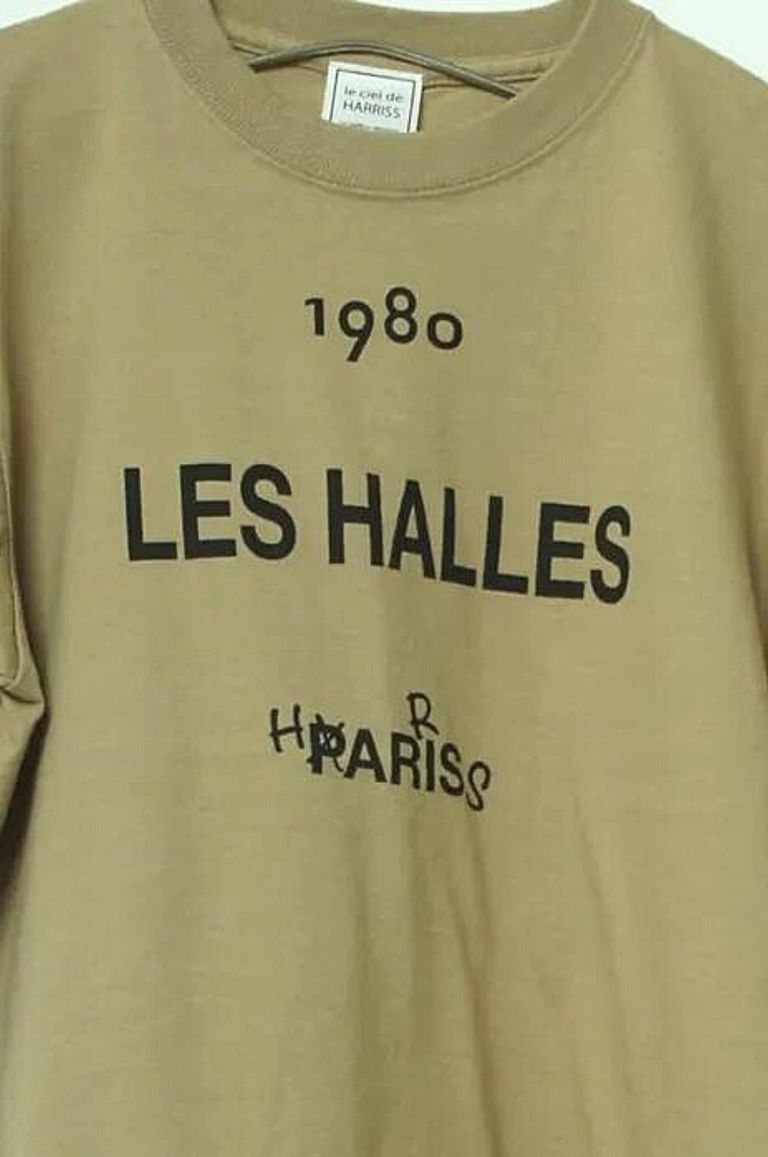 le ciel de
HARRISS
1980
LES HALLES
HPARRISS